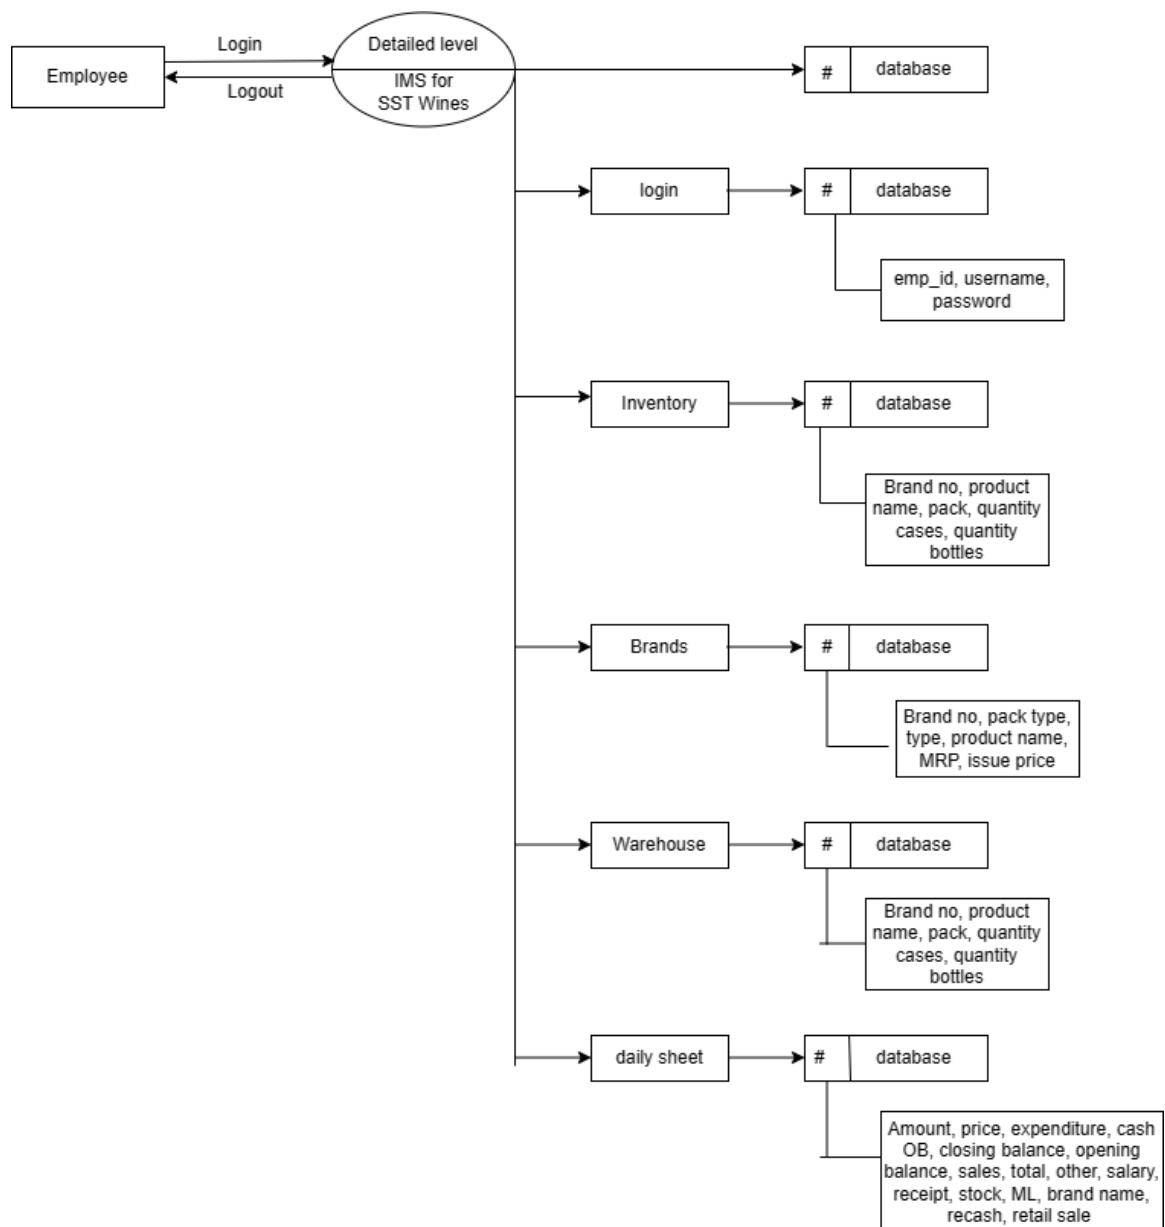 Login
Employee
Logout
Detailed level
IMS for
SST Wines
# database
login
# database
emp_id, username,
password
Inventory
# database
Brand no, product
name, pack, quantity
cases, quantity
bottles
Brands
# database
Brand no, pack type,
type, product name,
MRP, issue price
Warehouse
# database
Brand no, product
name, pack, quantity
cases, quantity
bottles
daily sheet
# database
Amount, price, expenditure, cash
OB, closing balance, opening
balance, sales, total, other, salary,
receipt, stock, ML, brand name,
recash, retail sale